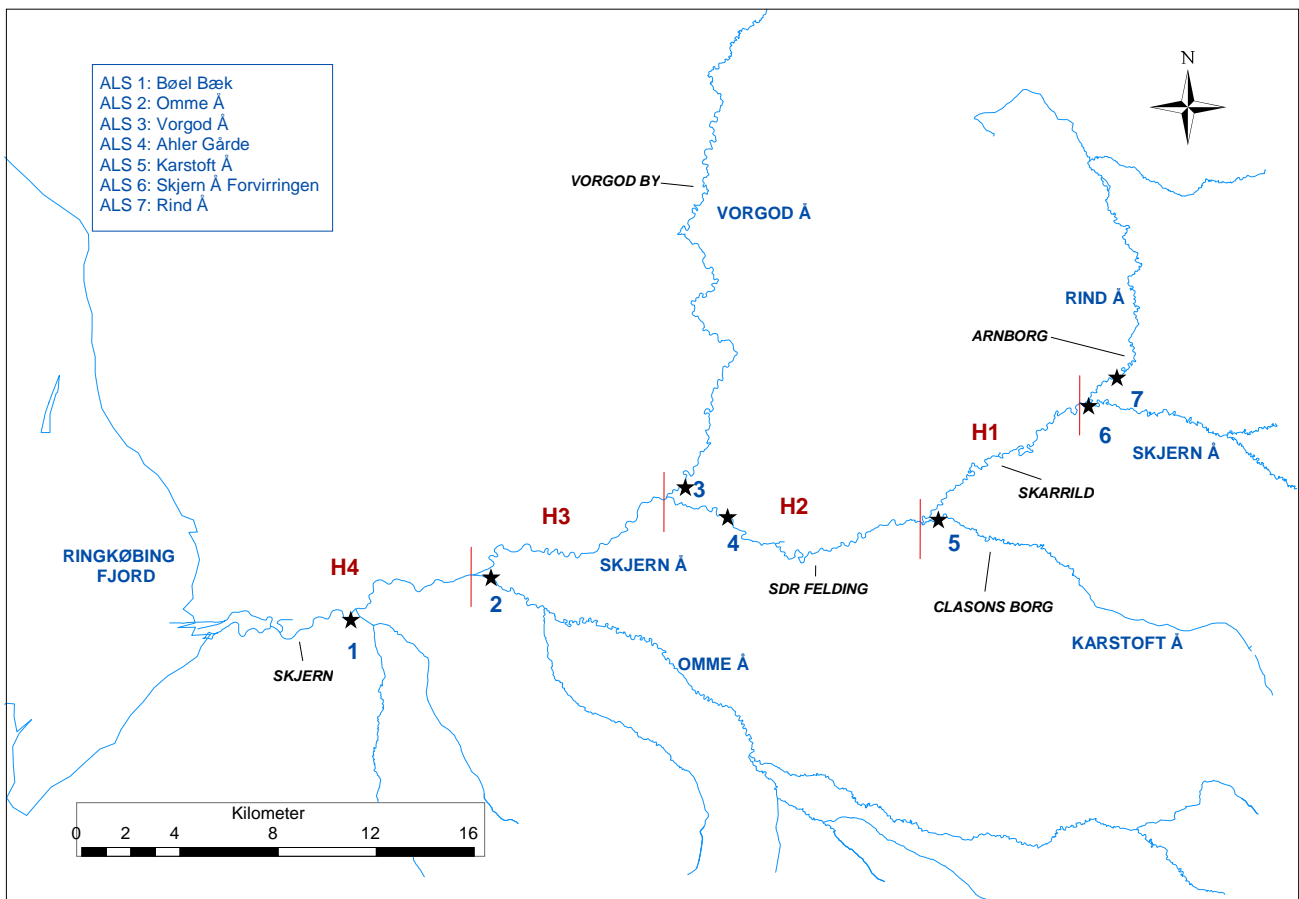 ALS 1: Bøel Bæk
ALS 2: Omme Å
ALS 3: Vorgod Å
ALS 4: Ahler Gårde
ALS 5: Karstoft Å
ALS 6: Skjern Å Forvirringen
ALS 7: Rind Å
N
VORGOD BY
VORGOD Å
RIND Å
ARNBORG
7
6
H1
SKJERN Å
SKARRILD
3
H2
H3
4
5
RINGKØBING
FJORD
H4
SKJERN Å
SDR FELDING
CLASONS BORG
2
1
SKJERN
OMME Å
KARSTOFT Å
Kilometer
0 2 4 8 12 16